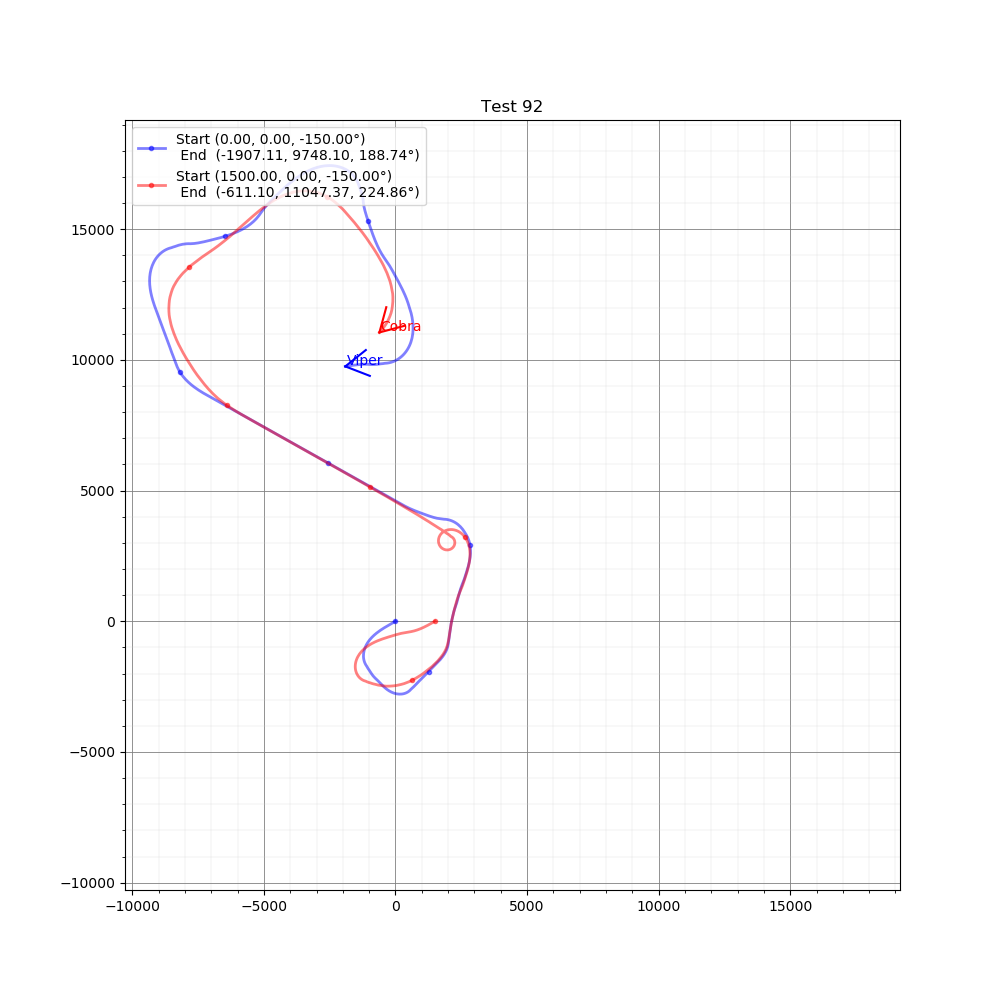 Test 92
Start (0.00, 0.00, -150.00°)
End (-1907.11, 9748.10, 188.74°)
Start (1500.00, 0.00, -150.00°)
End (-611.10, 11047.37, 224.86°)
15000
10000
5000
0
−5000
−10000
Cobra
Viper
−10000 −5000 0 5000 10000 15000